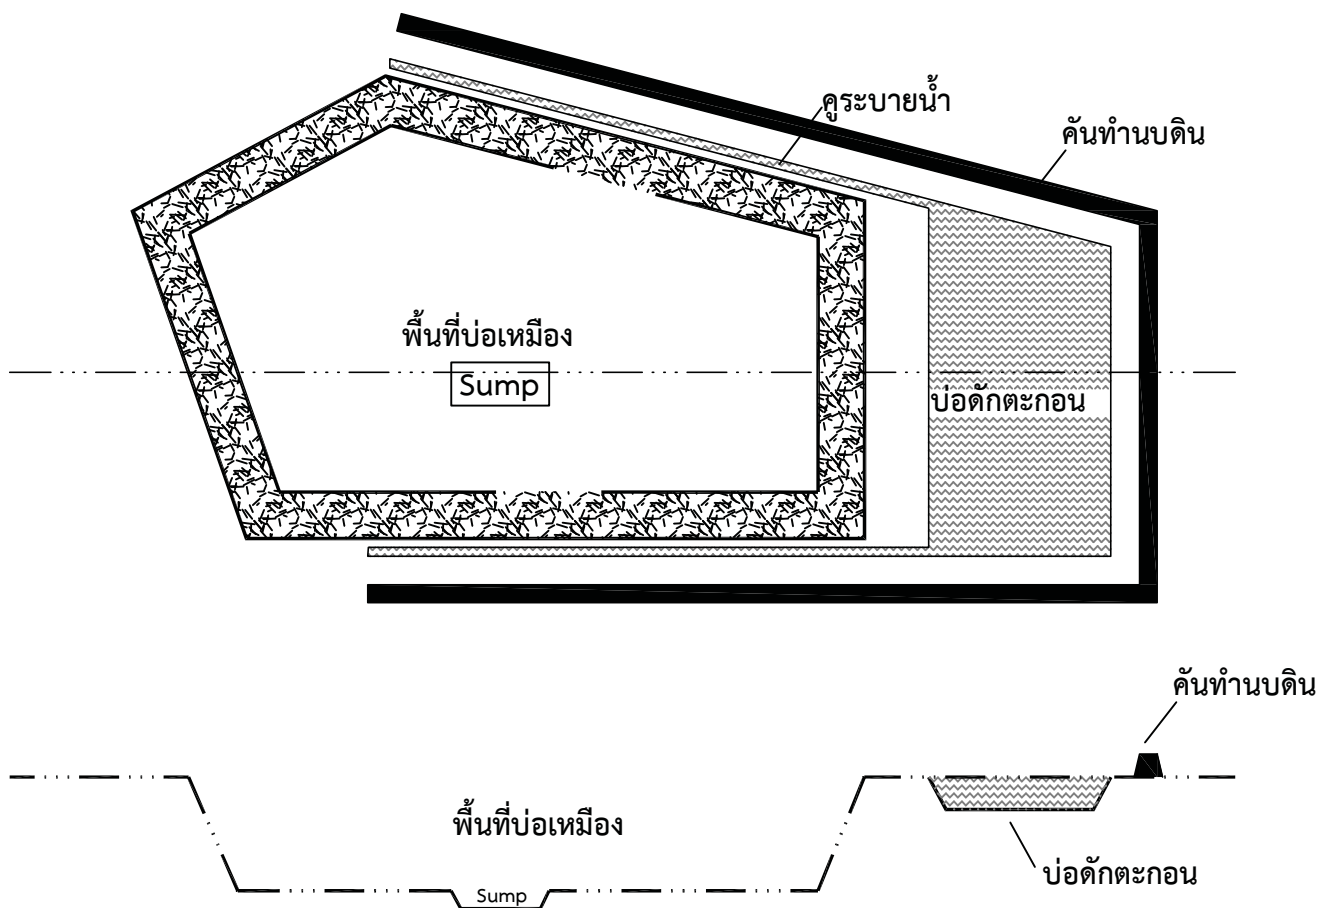 คูระบายน้ำ
คันทำนบดิน
พื้นที่บ่อเหมือง
Sump
บ่อดักตะกอน
คันทำนบดิน
พื้นที่บ่อเหมือง
บ่อดักตะกอน
Sump